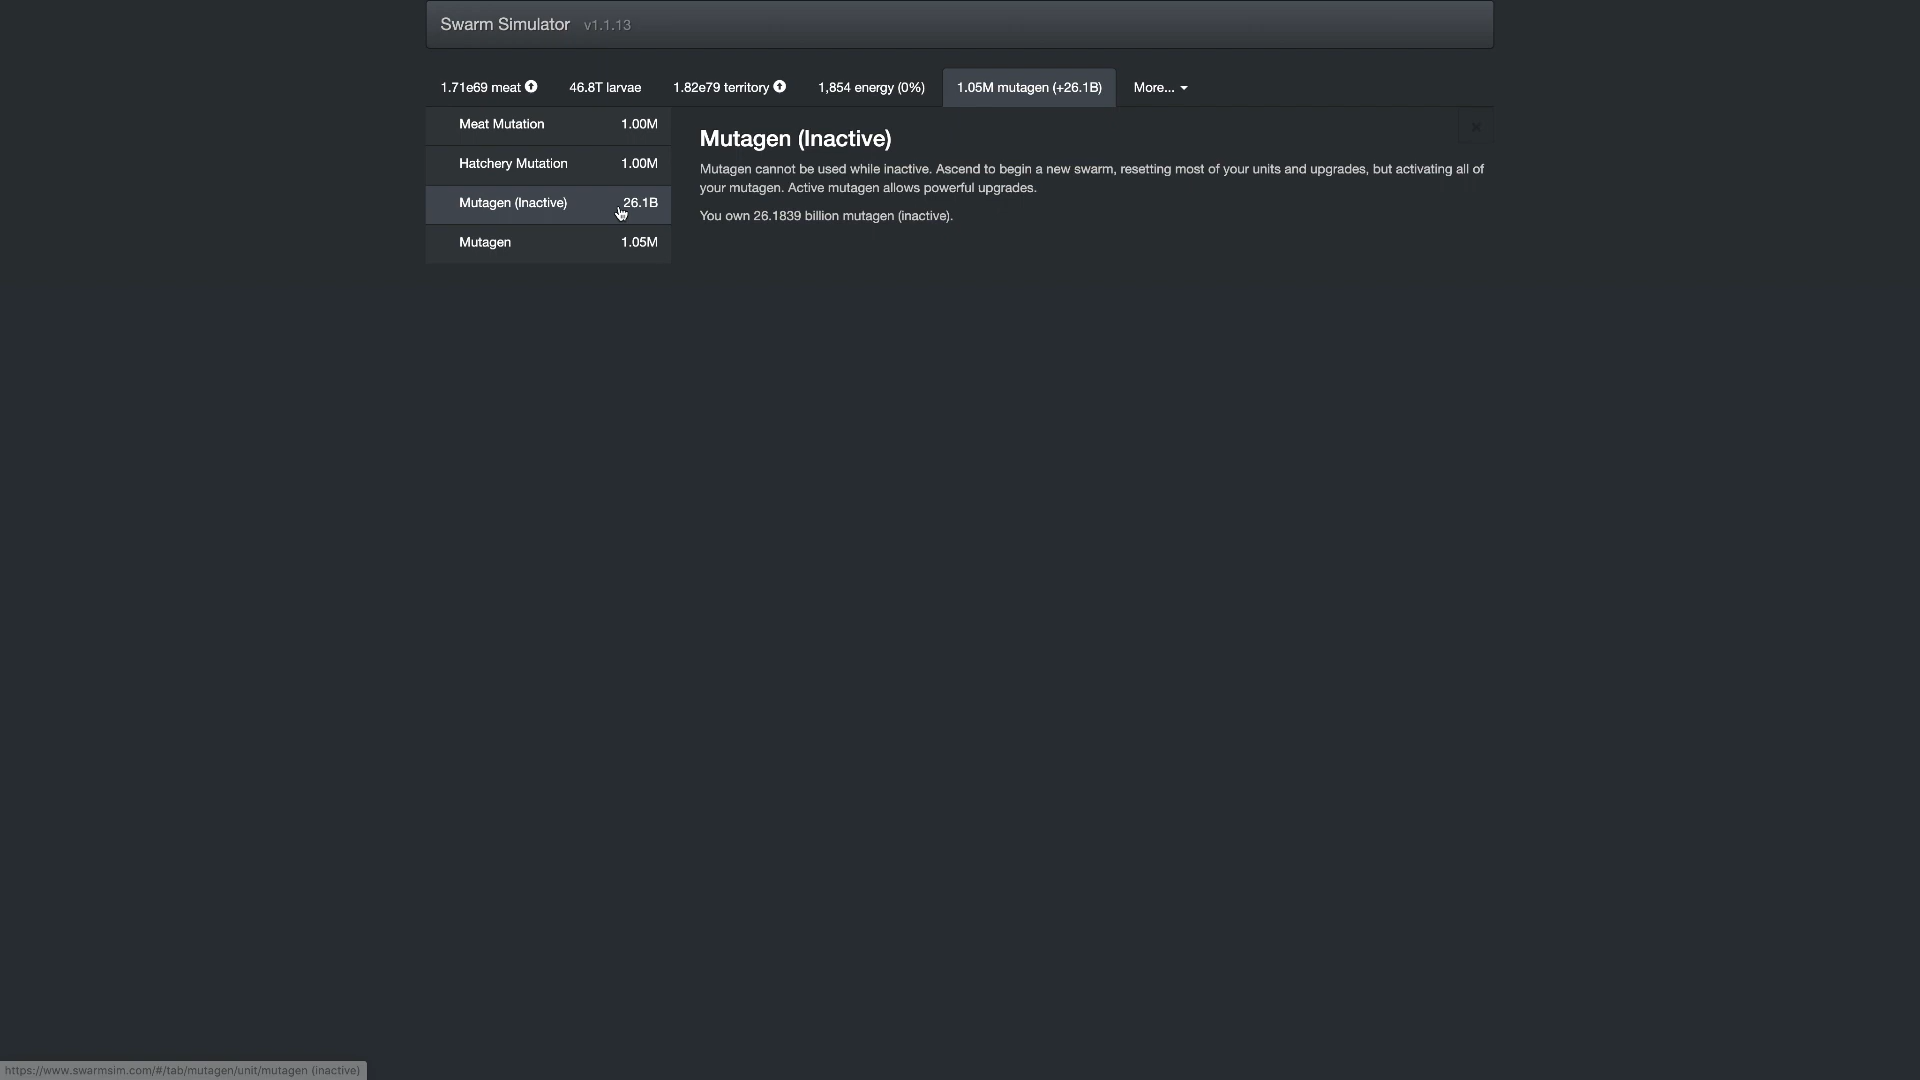 Swarm Simulator v1.1.13
1.71e69 meat 46.8T larvae 1.82e79 territory 1,854 energy (0%) 1.05M mutagen (+26.1B) More...
Meat Mutation 1.00M
Hatchery Mutation 1.00M
Mutagen (Inactive) 26.1B
Mutagen 1.05M
Mutagen (Inactive)
Mutagen cannot be used while inactive. Ascend to begin a new swarm, resetting most of your units and upgrades, but activating all of
your mutagen. Active mutagen allows powerful upgrades.
You own 26.1839 billion mutagen (inactive).
https://www.swarmsim.com/#/tab/mutagen/unit/mutagen (inactive)